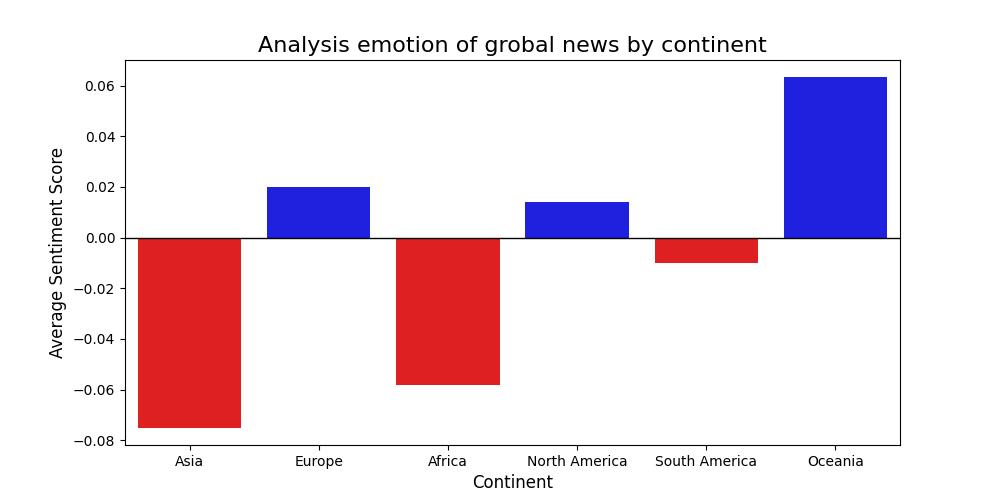 Analysis emotion of grobal news by continent
Average Sentiment Score
0.06
0.04
0.02
0.00
−0.02
−0.04
−0.06
−0.08
Asia
Europe
Africa
North America
South America
Oceania
Continent